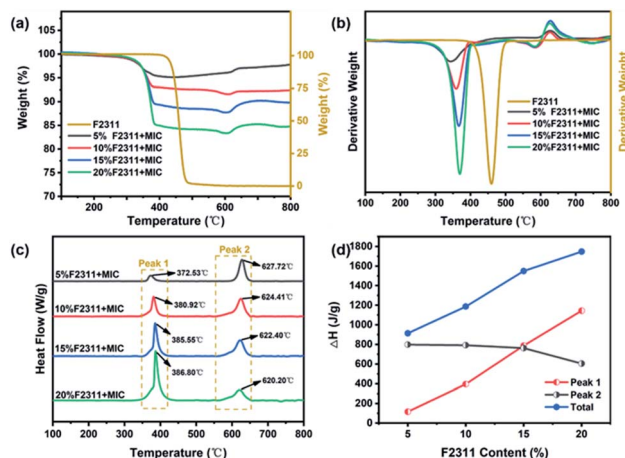 (a)
105
100
95
90
85
80
75
70
Weight (%)
100
75
50
25
0
Weight (%)
F2311
5% F2311+MIC
10%F2311+MIC
15%F2311+MIC
20%F2311+MIC
200 400 600 800
Temperature (℃)
(b)
Derivative Weight
Derivative Weight
F2311
5% F2311+MIC
10%F2311+MIC
15%F2311+MIC
20%F2311+MIC
100 200 300 400 500 600 700 800
Temperature (℃)
(c)
Heat Flow (W/g)
Peak 1
Peak 2
5%F2311+MIC
372.53℃
627.72℃
10%F2311+MIC
380.92℃
624.41℃
15%F2311+MIC
385.55℃
622.40℃
20%F2311+MIC
386.80℃
620.20℃
100 200 300 400 500 600 700 800
Temperature (℃)
(d)
1800
1600
1400
1200
1000
800
600
400
200
0
△H (J/g)
Peak 1
Peak 2
Total
5 10 15 20
F2311 Content (%)